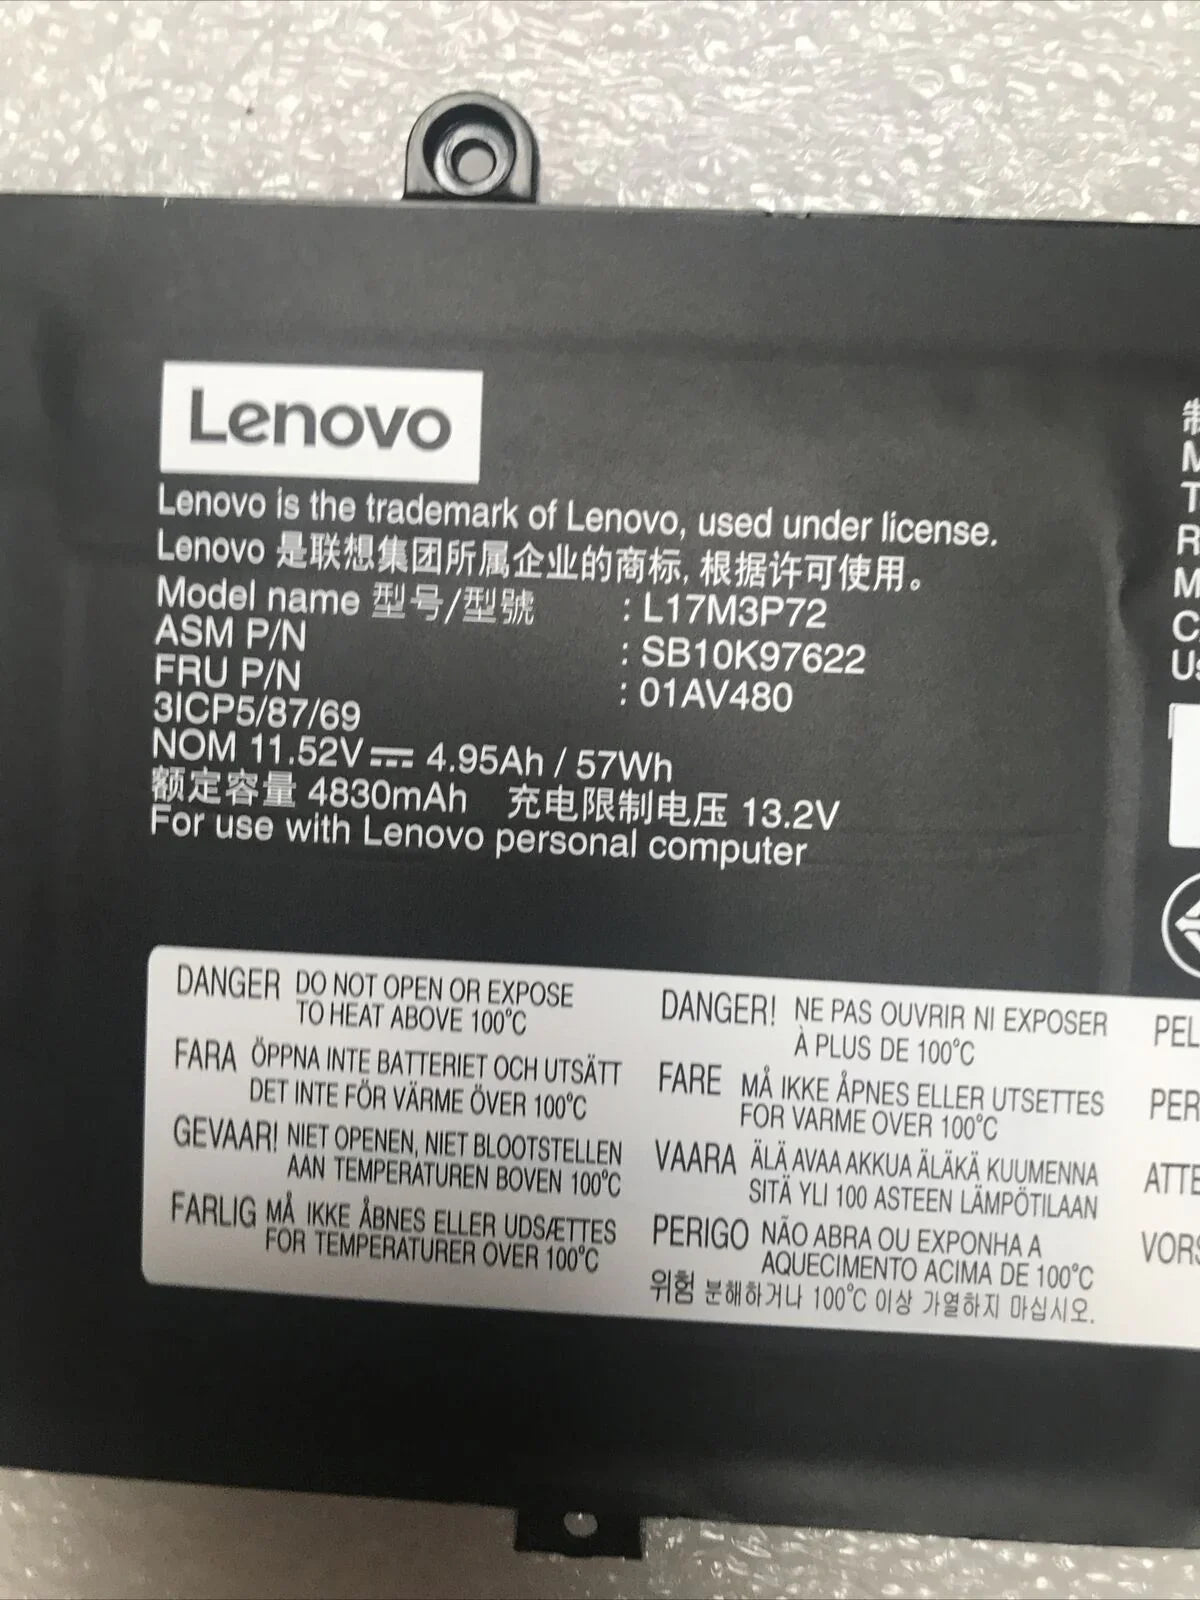 Lenovo
Lenovo is the trademark of Lenovo, used under license.
Lenovo 是联想集团所属企业的商标, 根据许可使用。
Model name 型号/型號 : L17M3P72
ASM P/N : SB10K97622
FRU P/N : 01AV480
3ICP5/87/69
NOM 11.52V⎓ 4.95Ah / 57Wh
额定容量 4830mAh 充电限制电压 13.2V
For use with Lenovo personal computer
DANGER DO NOT OPEN OR EXPOSE
TO HEAT ABOVE 100°C
FARA ÖPPNA INTE BATTERIET OCH UTSÄTT
DET INTE FÖR VÄRME ÖVER 100°C
GEVAAR! NIET OPENEN, NIET BLOOTSTELLEN
AAN TEMPERATUREN BOVEN 100°C
FARLIG MÅ IKKE ÅBNES ELLER UDSÆTTES
FOR TEMPERATURER OVER 100°C
DANGER! NE PAS OUVRIR NI EXPOSER
À PLUS DE 100°C
FARE MÅ IKKE ÅPNES ELLER UTSETTES
FOR VARME OVER 100°C
VAARA ÄLÄ AVAA AKKUA ÄLÄKÄ KUUMENNA
SITÄ YLI 100 ASTEEN LÄMPÖTILAAN
PERIGO NÃO ABRA OU EXPONHA A
AQUECIMENTO ACIMA DE 100°C
위험 분해하거나 100°C 이상 가열하지 마십시오.
PEL
PER
ATTE
VORS